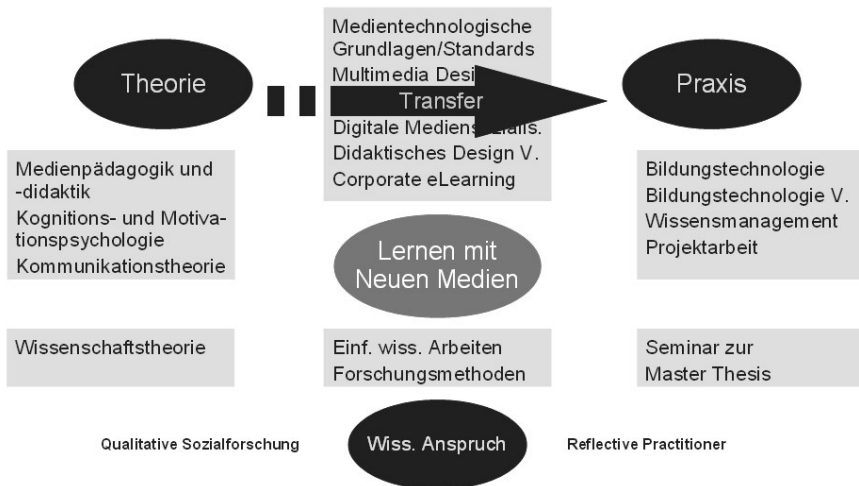 Theorie
Medienpädagogik und
-didaktik
Kognitions- und Motiva-
tionspsychologie
Kommunikationstheorie
Wissenschaftstheorie
Medientechnologische
Grundlagen/Standards
Multimedia
Transfer
Digitale
Didaktisches Design V.
Corporate eLearning
Lernen mit
Neuen Medien
Einf. wiss. Arbeiten
Forschungsmethoden
Praxis
Bildungstechnologie
Bildungstechnologie V.
Wissensmanagement
Projektarbeit
Seminar zur
Master Thesis
Qualitative Sozialforschung
Wiss. Anspruch
Reflective Practitioner